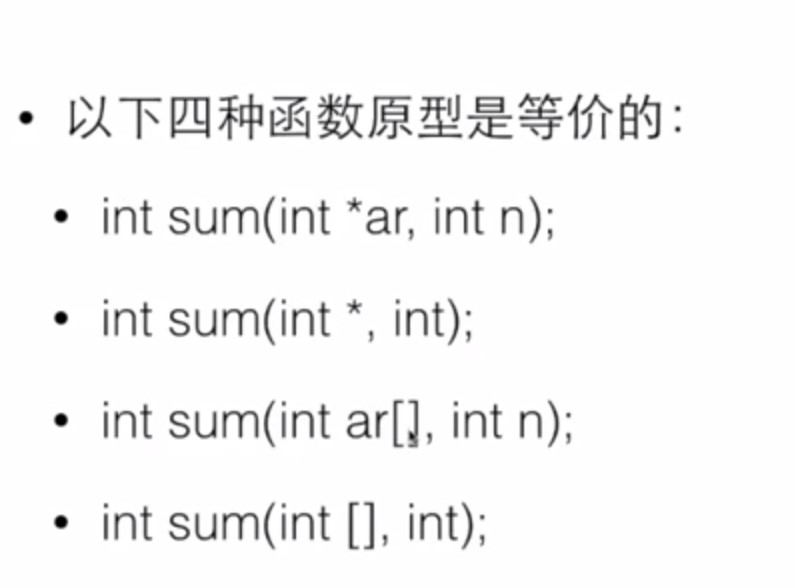 • 以下四种函数原型是等价的：
• int sum(int *ar, int n);
• int sum(int *, int);
• int sum(int ar[], int n);
• int sum(int [], int);